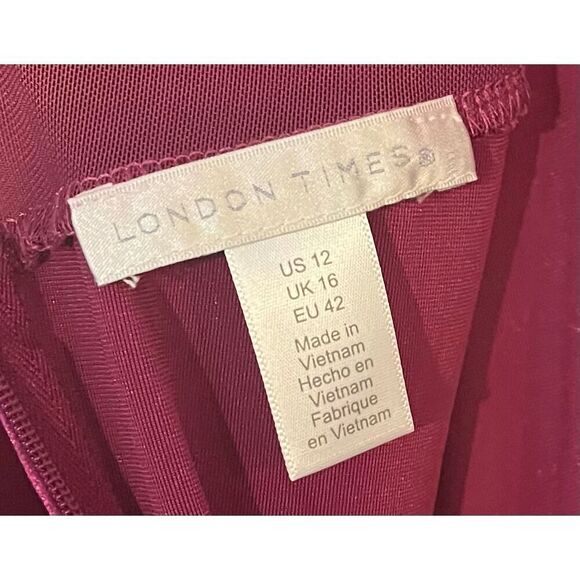 LONDON TIMES®
US 12
UK 16
EU 42
Made in
Vietnam
Hecho en
Vietnam
Fabrique
en Vietnam